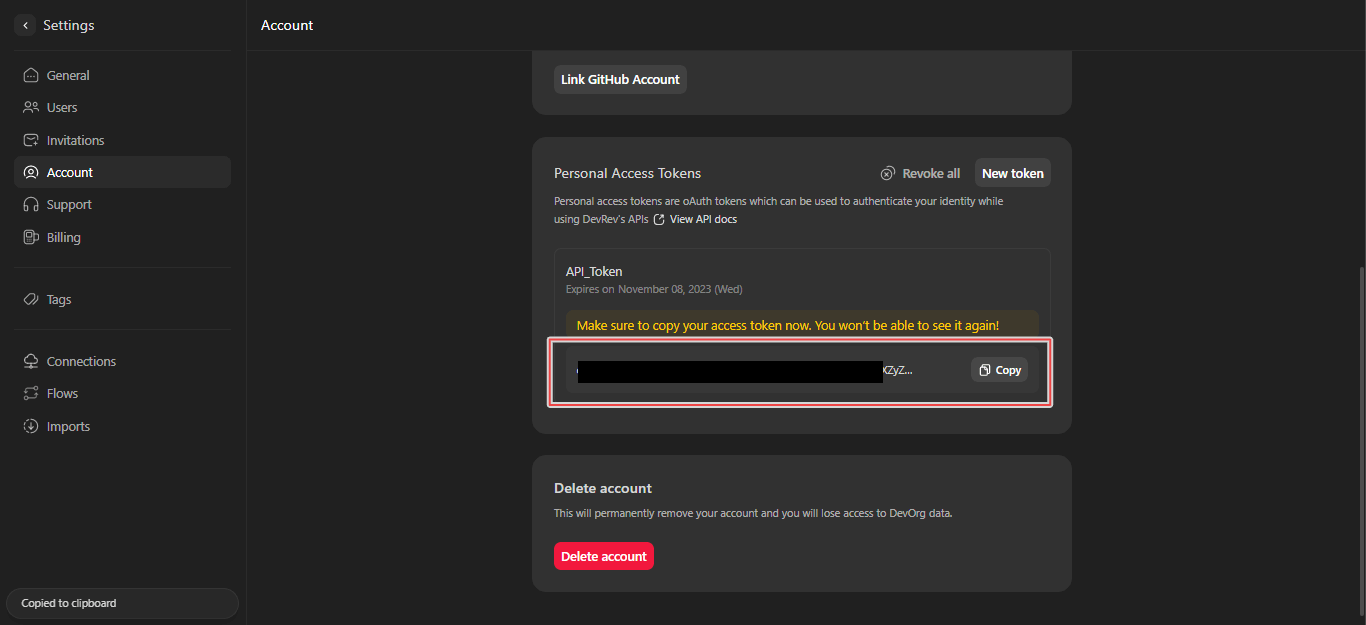 Settings
Account
General
Users
Invitations
Account
Support
Billing
Tags
Connections
Flows
Imports
Copied to clipboard
Link GitHub Account
Personal Access Tokens
Revoke all
New token
Personal access tokens are oAuth tokens which can be used to authenticate your identity while
using DevRev's APIs View API docs
API_Token
Expires on November 08, 2023 (Wed)
Make sure to copy your access token now. You won't be able to see it again!
XZyZ...
Copy
Delete account
This will permanently remove your account and you will lose access to DevOrg data.
Delete account